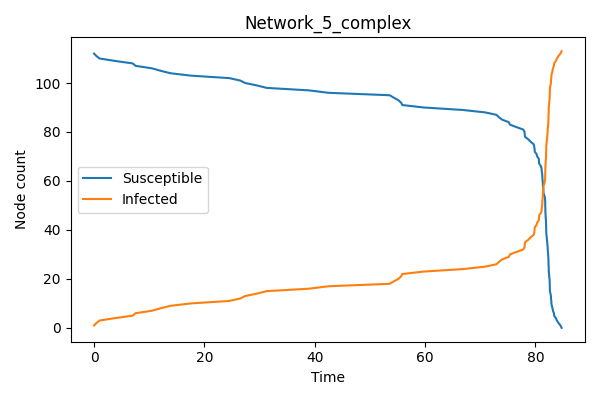 Network_5_complex
Node count
100
80
60
40
20
0
Susceptible
Infected
0 20 40 60 80
Time